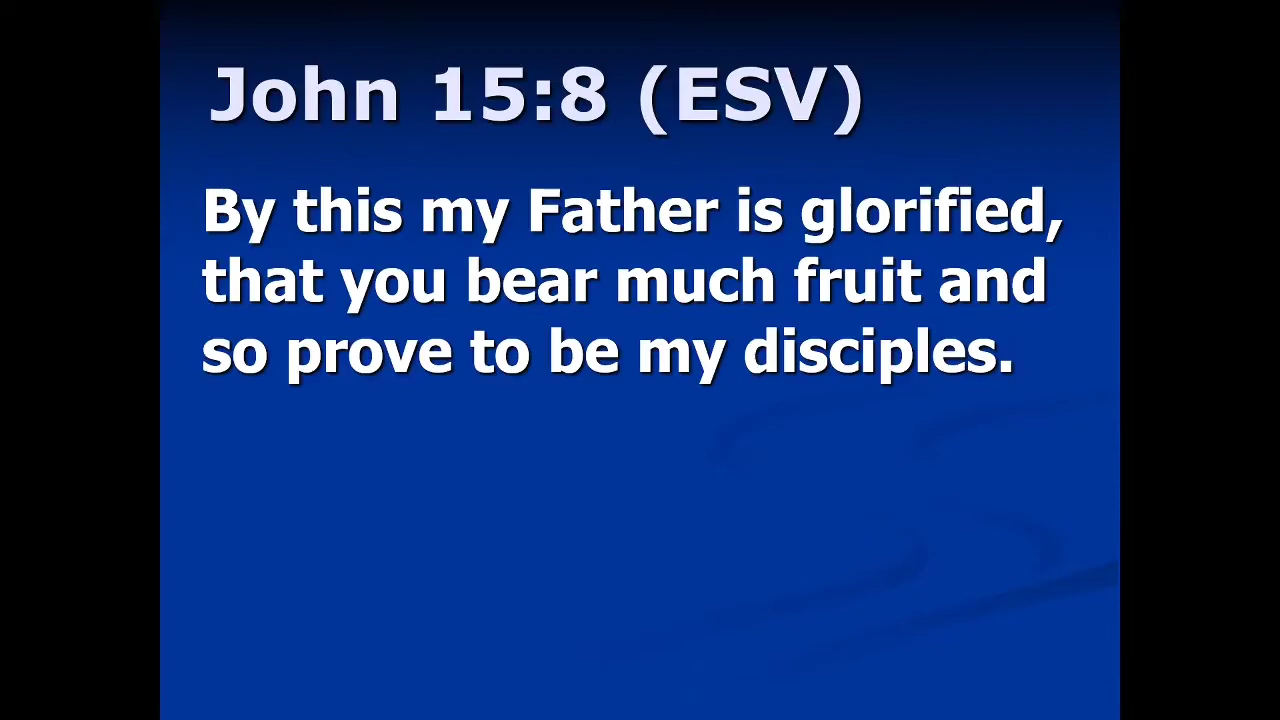 John 15:8 (ESV)
By this my Father is glorified,
that you bear much fruit and
so prove to be my disciples.